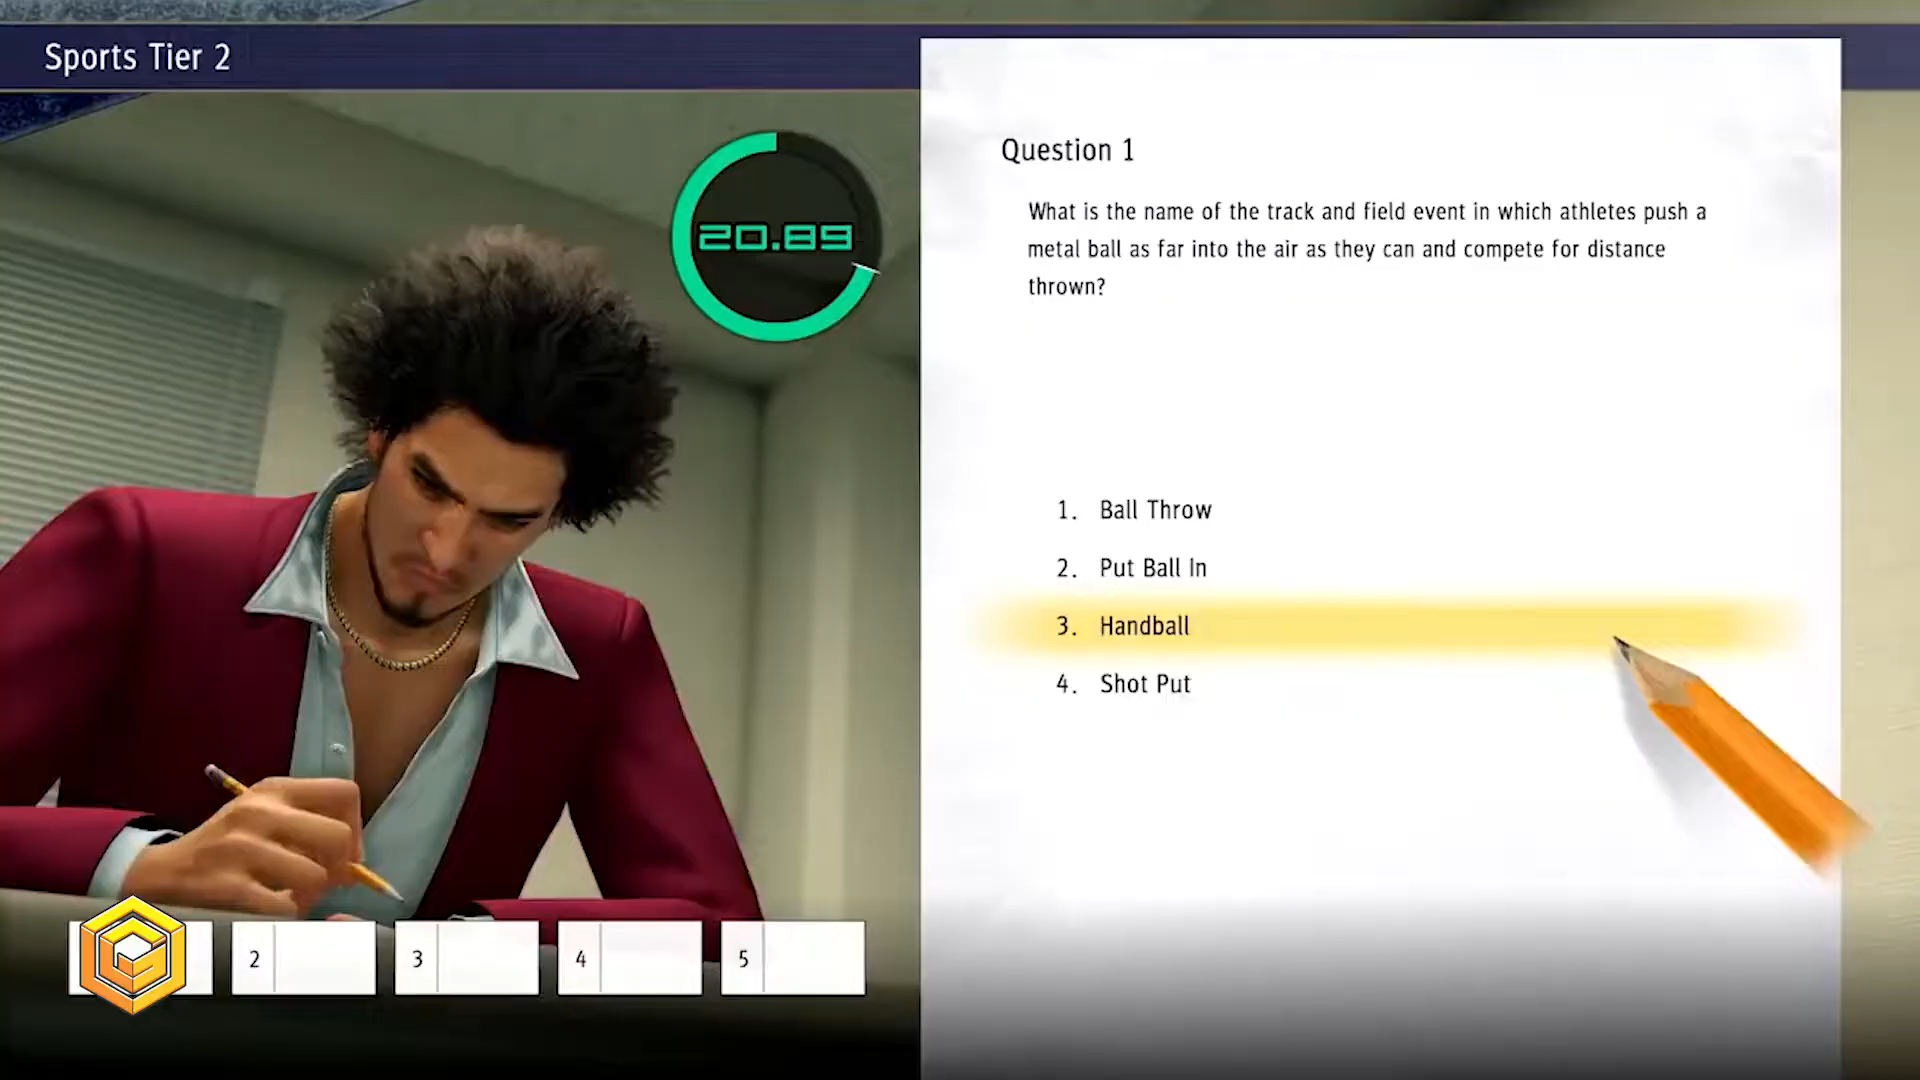 Sports Tier 2
20.89
Question 1
What is the name of the track and field event in which athletes push a
metal ball as far into the air as they can and compete for distance
thrown?
1. Ball Throw
2. Put Ball In
3. Handball
4. Shot Put
2
3
4
5